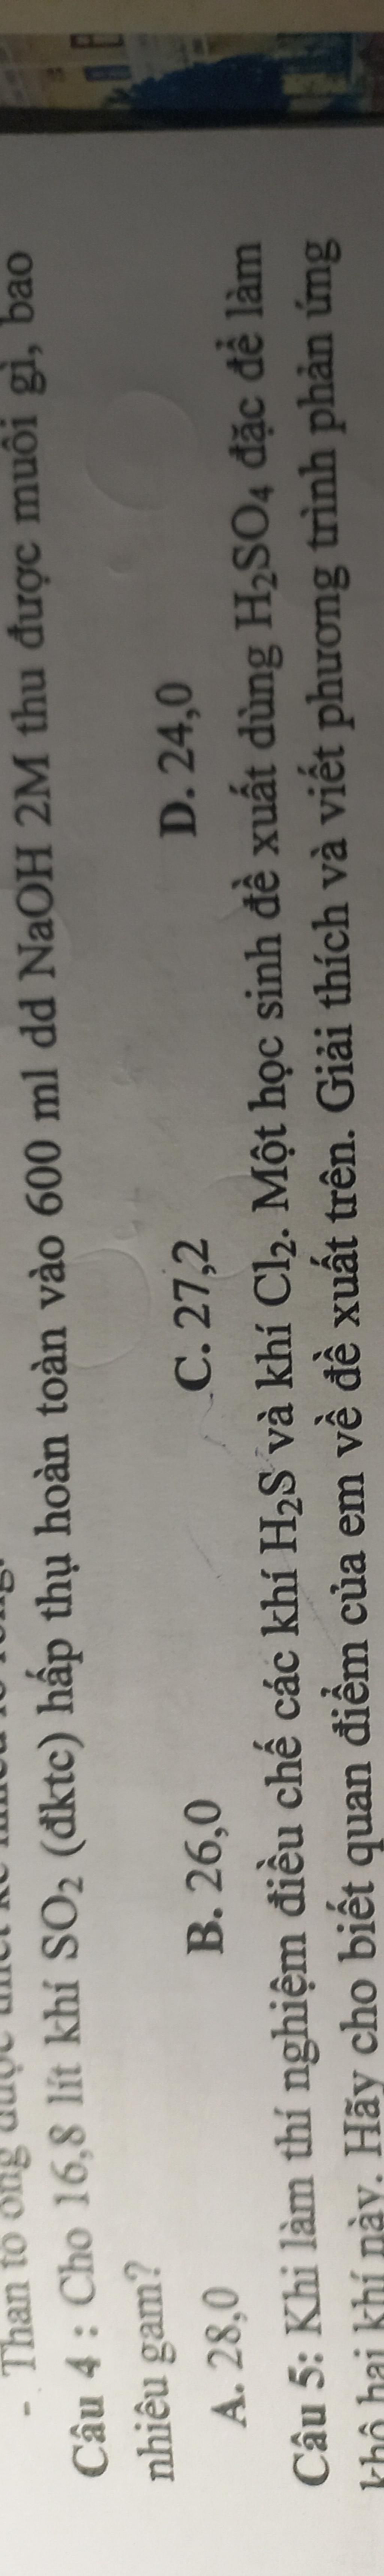 - Than tổ ong được
Câu 4 : Cho 16,8 lít khí SO2 (đktc) hấp thụ hoàn toàn vào 600 ml dd NaOH 2M thu được muối gì, bao
nhiêu gam?
A. 28,0 B. 26,0 C. 27,2 D. 24,0
Câu 5: Khi làm thí nghiệm điều chế các khí H2S và khí Cl2. Một học sinh đề xuất dùng H2SO4 đặc để làm
khô hai khí này. Hãy cho biết quan điểm của em về đề xuất trên. Giải thích và viết phương trình phản ứng